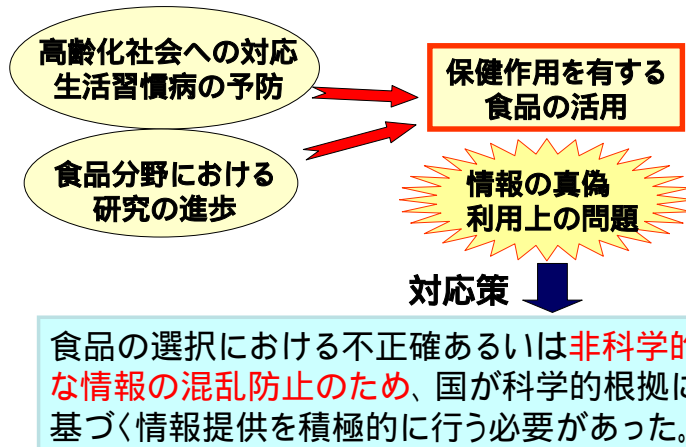 高齢化社会への対応
生活習慣病の予防
保健作用を有する
食品の活用
食品分野における
研究の進歩
情報の真偽
利用上の問題
対応策
食品の選択における不正確あるいは非科学的
な情報の混乱防止のため、国が科学的根拠に
基づく情報提供を積極的に行う必要があった。